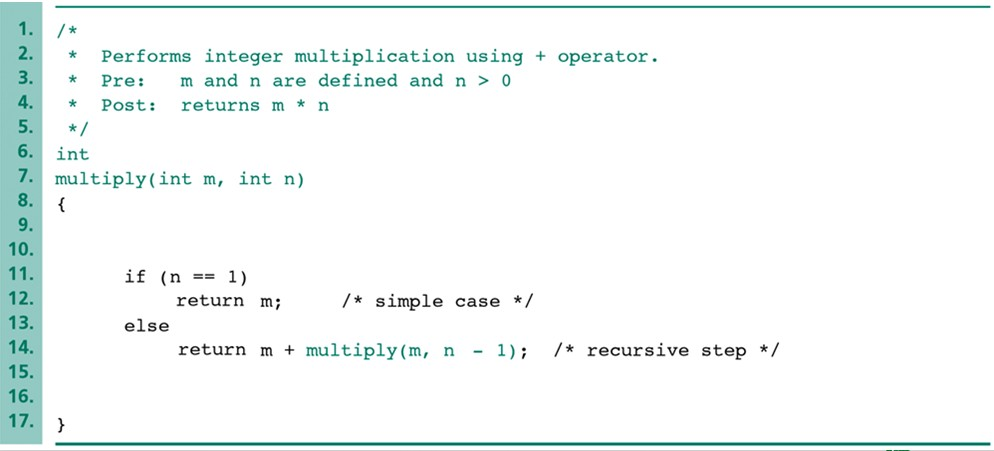 1. /*
2.  *  Performs integer multiplication using + operator.
3.  *  Pre:   m and n are defined and n > 0
4.  *  Post:  returns m * n
5.  */
6. int
7. multiply(int m, int n)
8. {
9.
10.
11.       if (n == 1)
12.            return m;     /* simple case */
13.       else
14.            return m + multiply(m, n - 1);  /* recursive step */
15.
16.
17. }